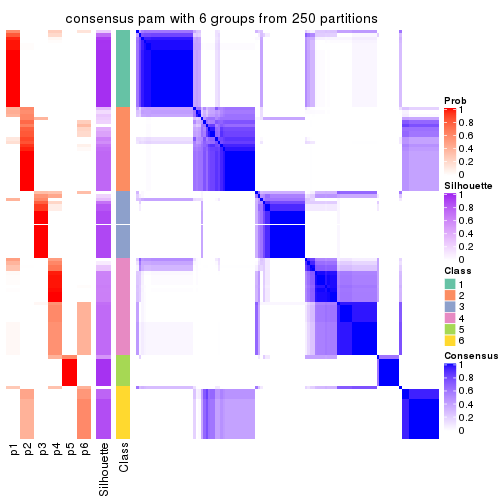 consensus pam with 6 groups from 250 partitions
Prob
1
0.8
0.6
0.4
0.2
0
Silhouette
1
0.8
0.6
0.4
0.2
0
Class
1
2
3
4
5
6
Consensus
1
0.8
0.6
0.4
0.2
0
p1
p2
p3
p4
p5
p6
Silhouette
Class